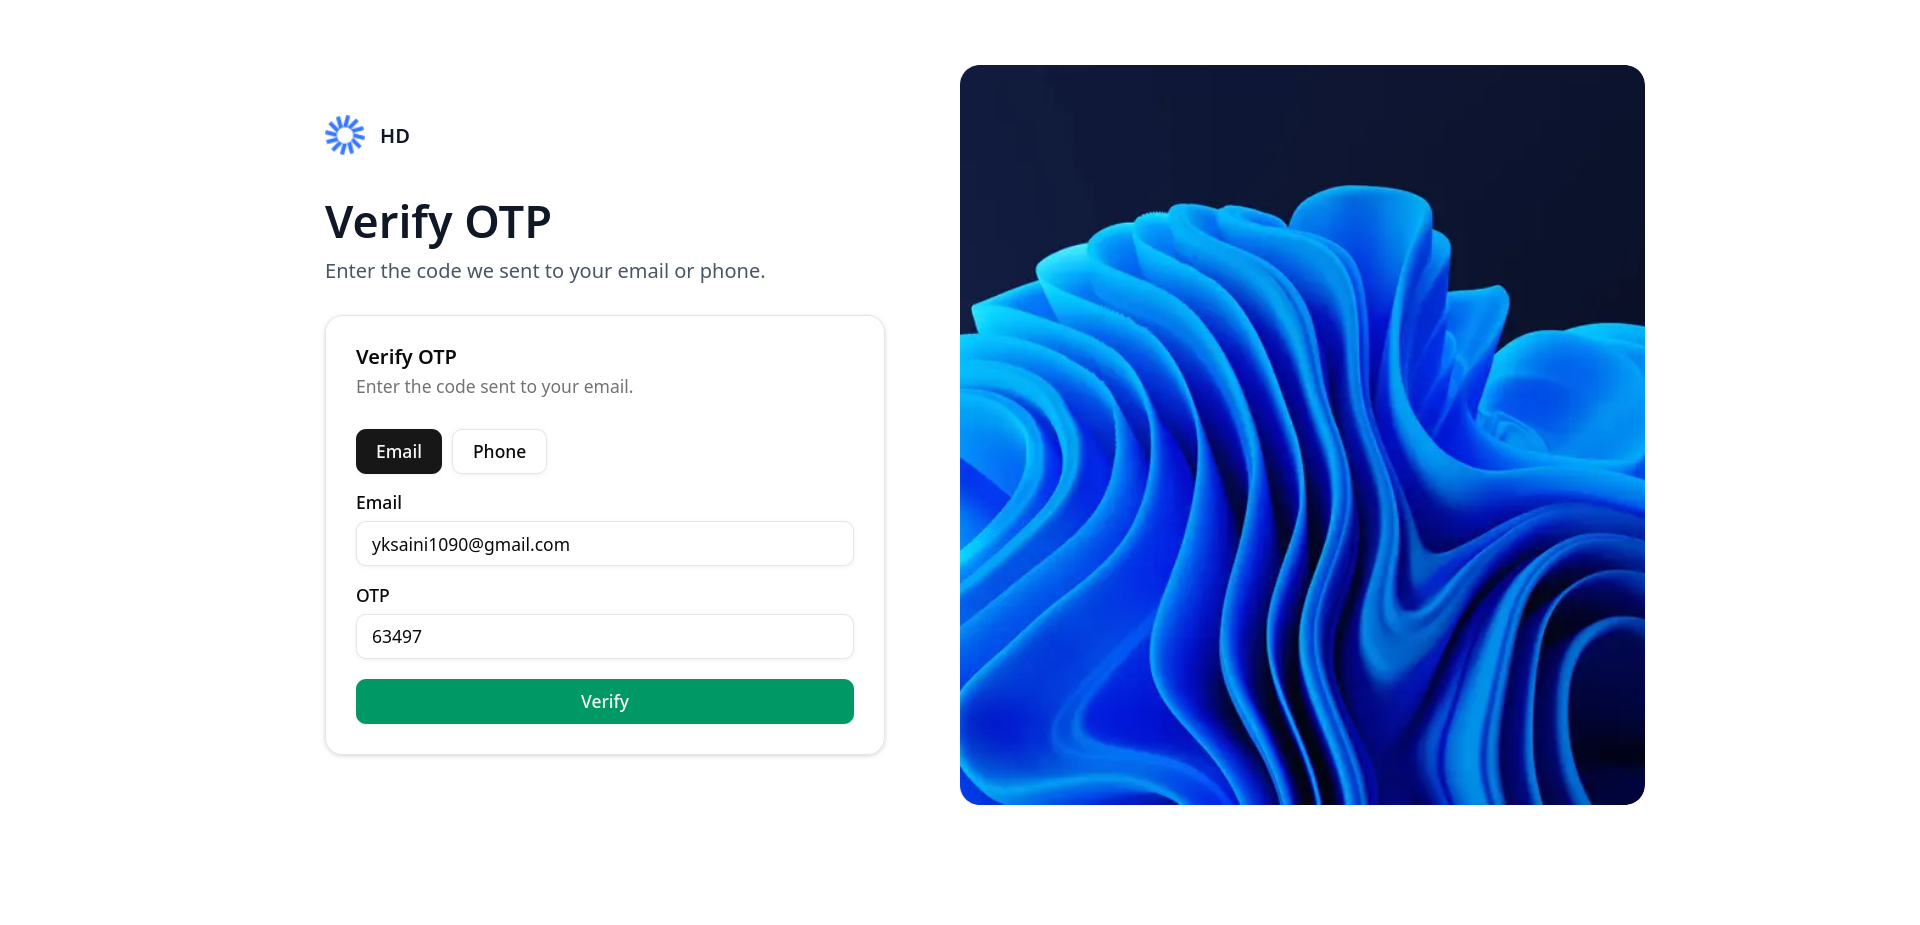 HD
Verify OTP
Enter the code we sent to your email or phone.
Verify OTP
Enter the code sent to your email.
Email Phone
Email
yksaini1090@gmail.com
OTP
63497
Verify